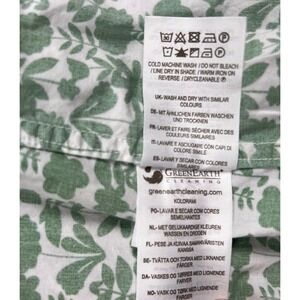 COLD MACHINE WASH / DO NOT BLEACH
/ LINE DRY IN SHADE / WARM IRON ON
REVERSE / DRYCLEANABLE
UK-WASH AND DRY WITH SIMILAR
COLOURS
DE-MIT ÄHNLICHEN FARBEN WASCHEN
UND TROCKNEN
FR-LAVER ET FAIRE SÉCHER AVEC DES
COULEURS SIMILAIRES
IT-LAVARE E ASCIUGARE CON CAPI DI
COLORE SIMILE
ES-LAVAR Y SECAR CON SIMILARES
GREENEARTH
CLEANING
greenearthcleaning.com
KOLORAMI
PO-LAVAR E SECAR COM CORES
SEMELHANTES
NL-MET GELIJKAARDIGE KLEUREN
WASSEN EN DROGEN
FI-PESE JA KUIVAA SAMANVÄRISTEN
KANSSA
SE-TVÄTTA OCH TORKA MED LIKNANDE
FÄRGER
DA-VASKES OG TØRRES MED LIGNENDE
FARVER
NO-VASK OG TØRK MED LIGNENDE
FARGER